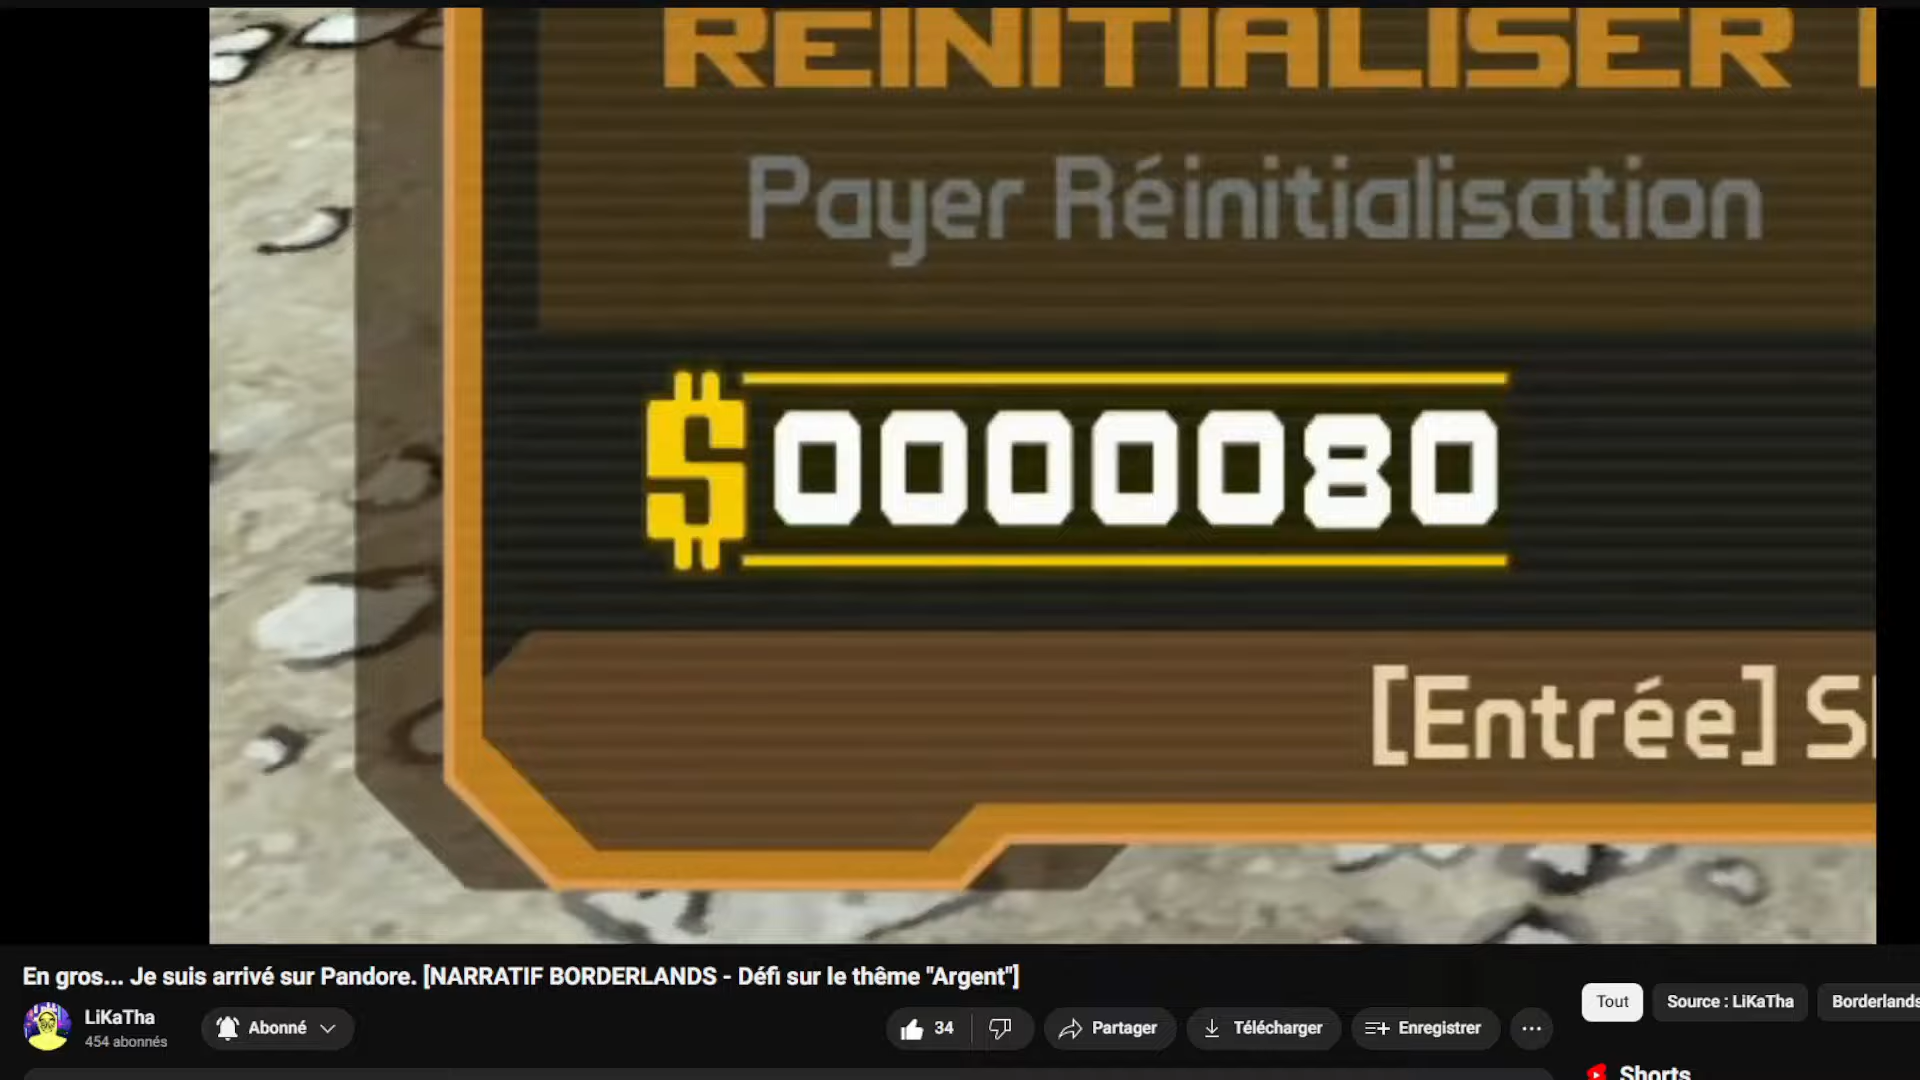 REINITIALISER
Payer Réinitialisation
$0000080
[Entrée]
En gros... Je suis arrivé sur Pandore. [NARRATIF BORDERLANDS - Défi sur le thême "Argent"]
LiKaTha
454 abonnés
Abonné
34
Partager
Télécharger
Enregistrer
Tout
Source : LiKaTha
Borderlands
Shorts